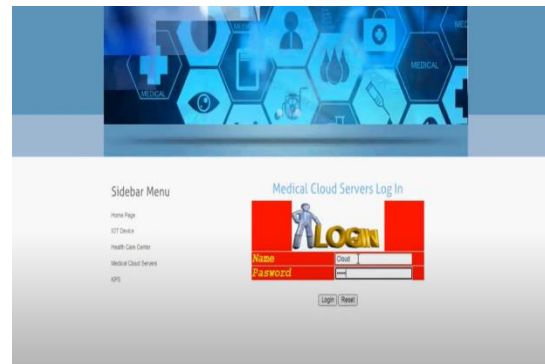 MEDICAL
MEDICAL
Sidebar Menu
Home Page
IOT Device
Health Care Center
Medical Cloud Servers
KPS
Medical Cloud Servers Log In
LOGIN
Name Cloud
Pasword
Login Reset